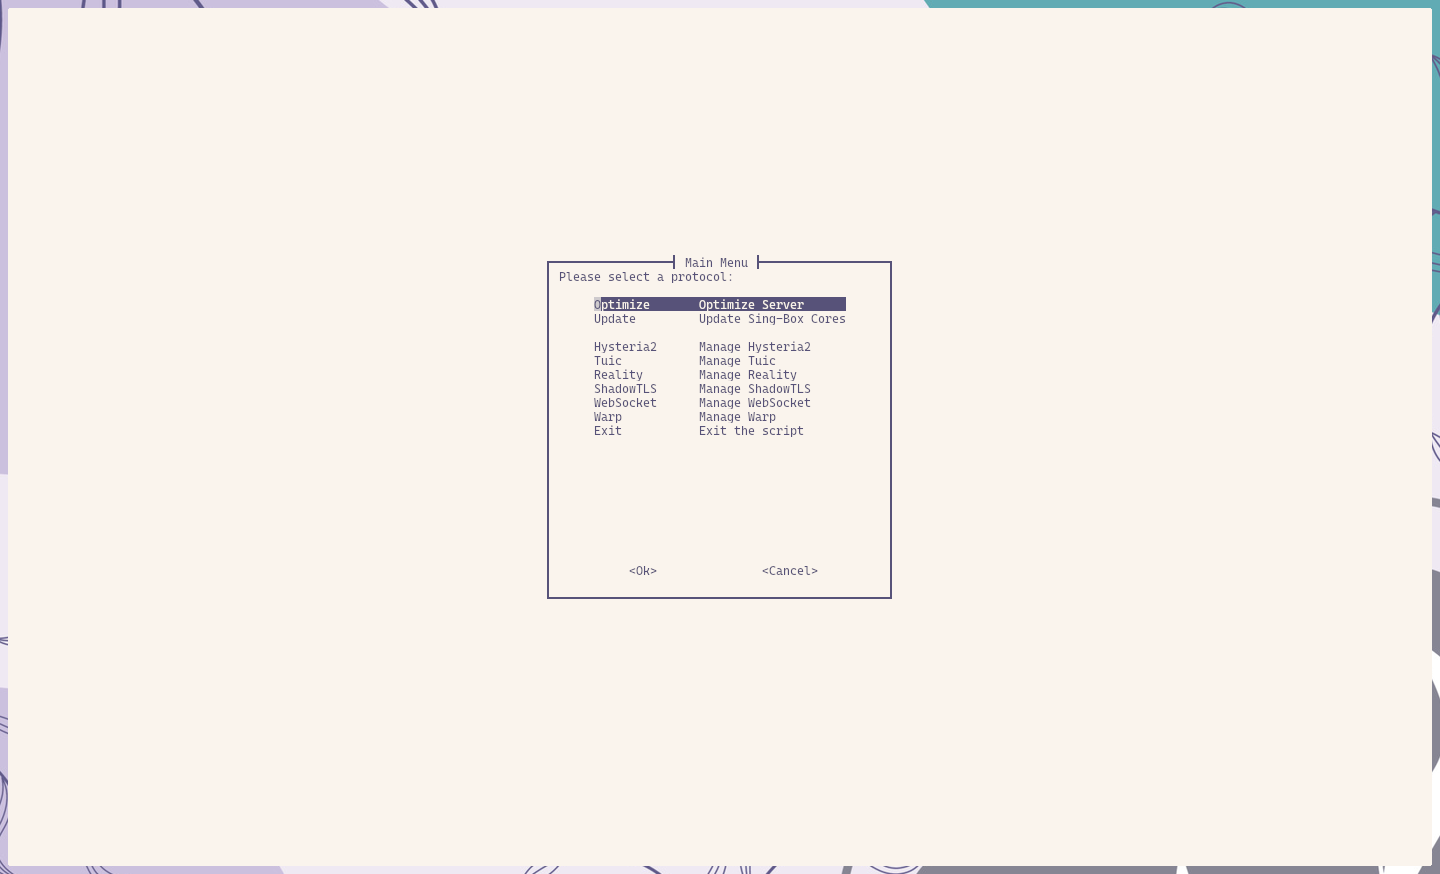 Main Menu
Please select a protocol:
Optimize Optimize Server
Update Update Sing-Box Cores
Hysteria2 Manage Hysteria2
Tuic Manage Tuic
Reality Manage Reality
ShadowTLS Manage ShadowTLS
WebSocket Manage WebSocket
Warp Manage Warp
Exit Exit the script
<Ok> <Cancel>